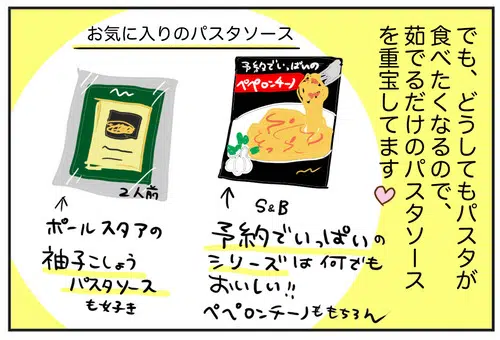 でも、どうしてもパスタが
食べたくなるので、
茹でるだけのパスタソース
を重宝してます
お気に入りのパスタソース
2人前
ポールスタアの
柚子こしょう
パスタソース
も好き
予約でいっぱいの
ペペロンチーノ
S&B
予約でいっぱいの
シリーズは何でも
おいしい!!
ペペロンチーノももちろん